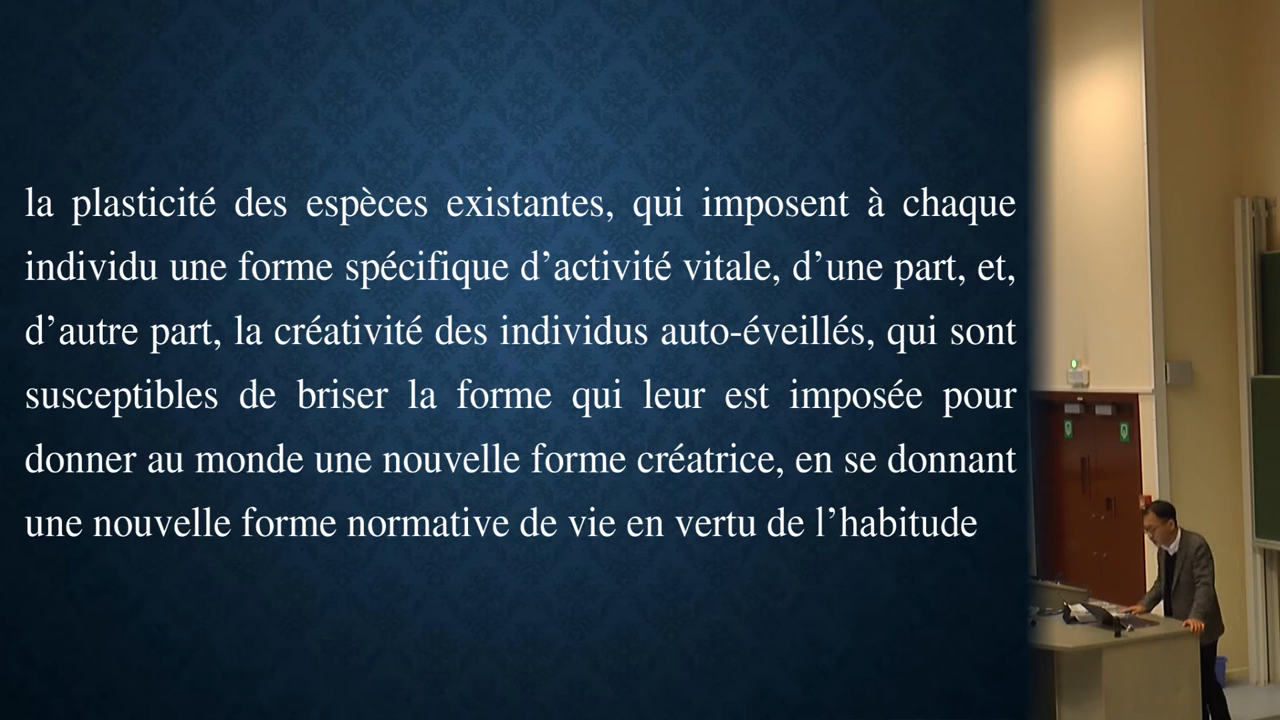 la plasticité des espèces existantes, qui imposent à chaque
individu une forme spécifique d’activité vitale, d’une part, et,
d’autre part, la créativité des individus auto-éveillés, qui sont
susceptibles de briser la forme qui leur est imposée pour
donner au monde une nouvelle forme créatrice, en se donnant
une nouvelle forme normative de vie en vertu de l’habitude